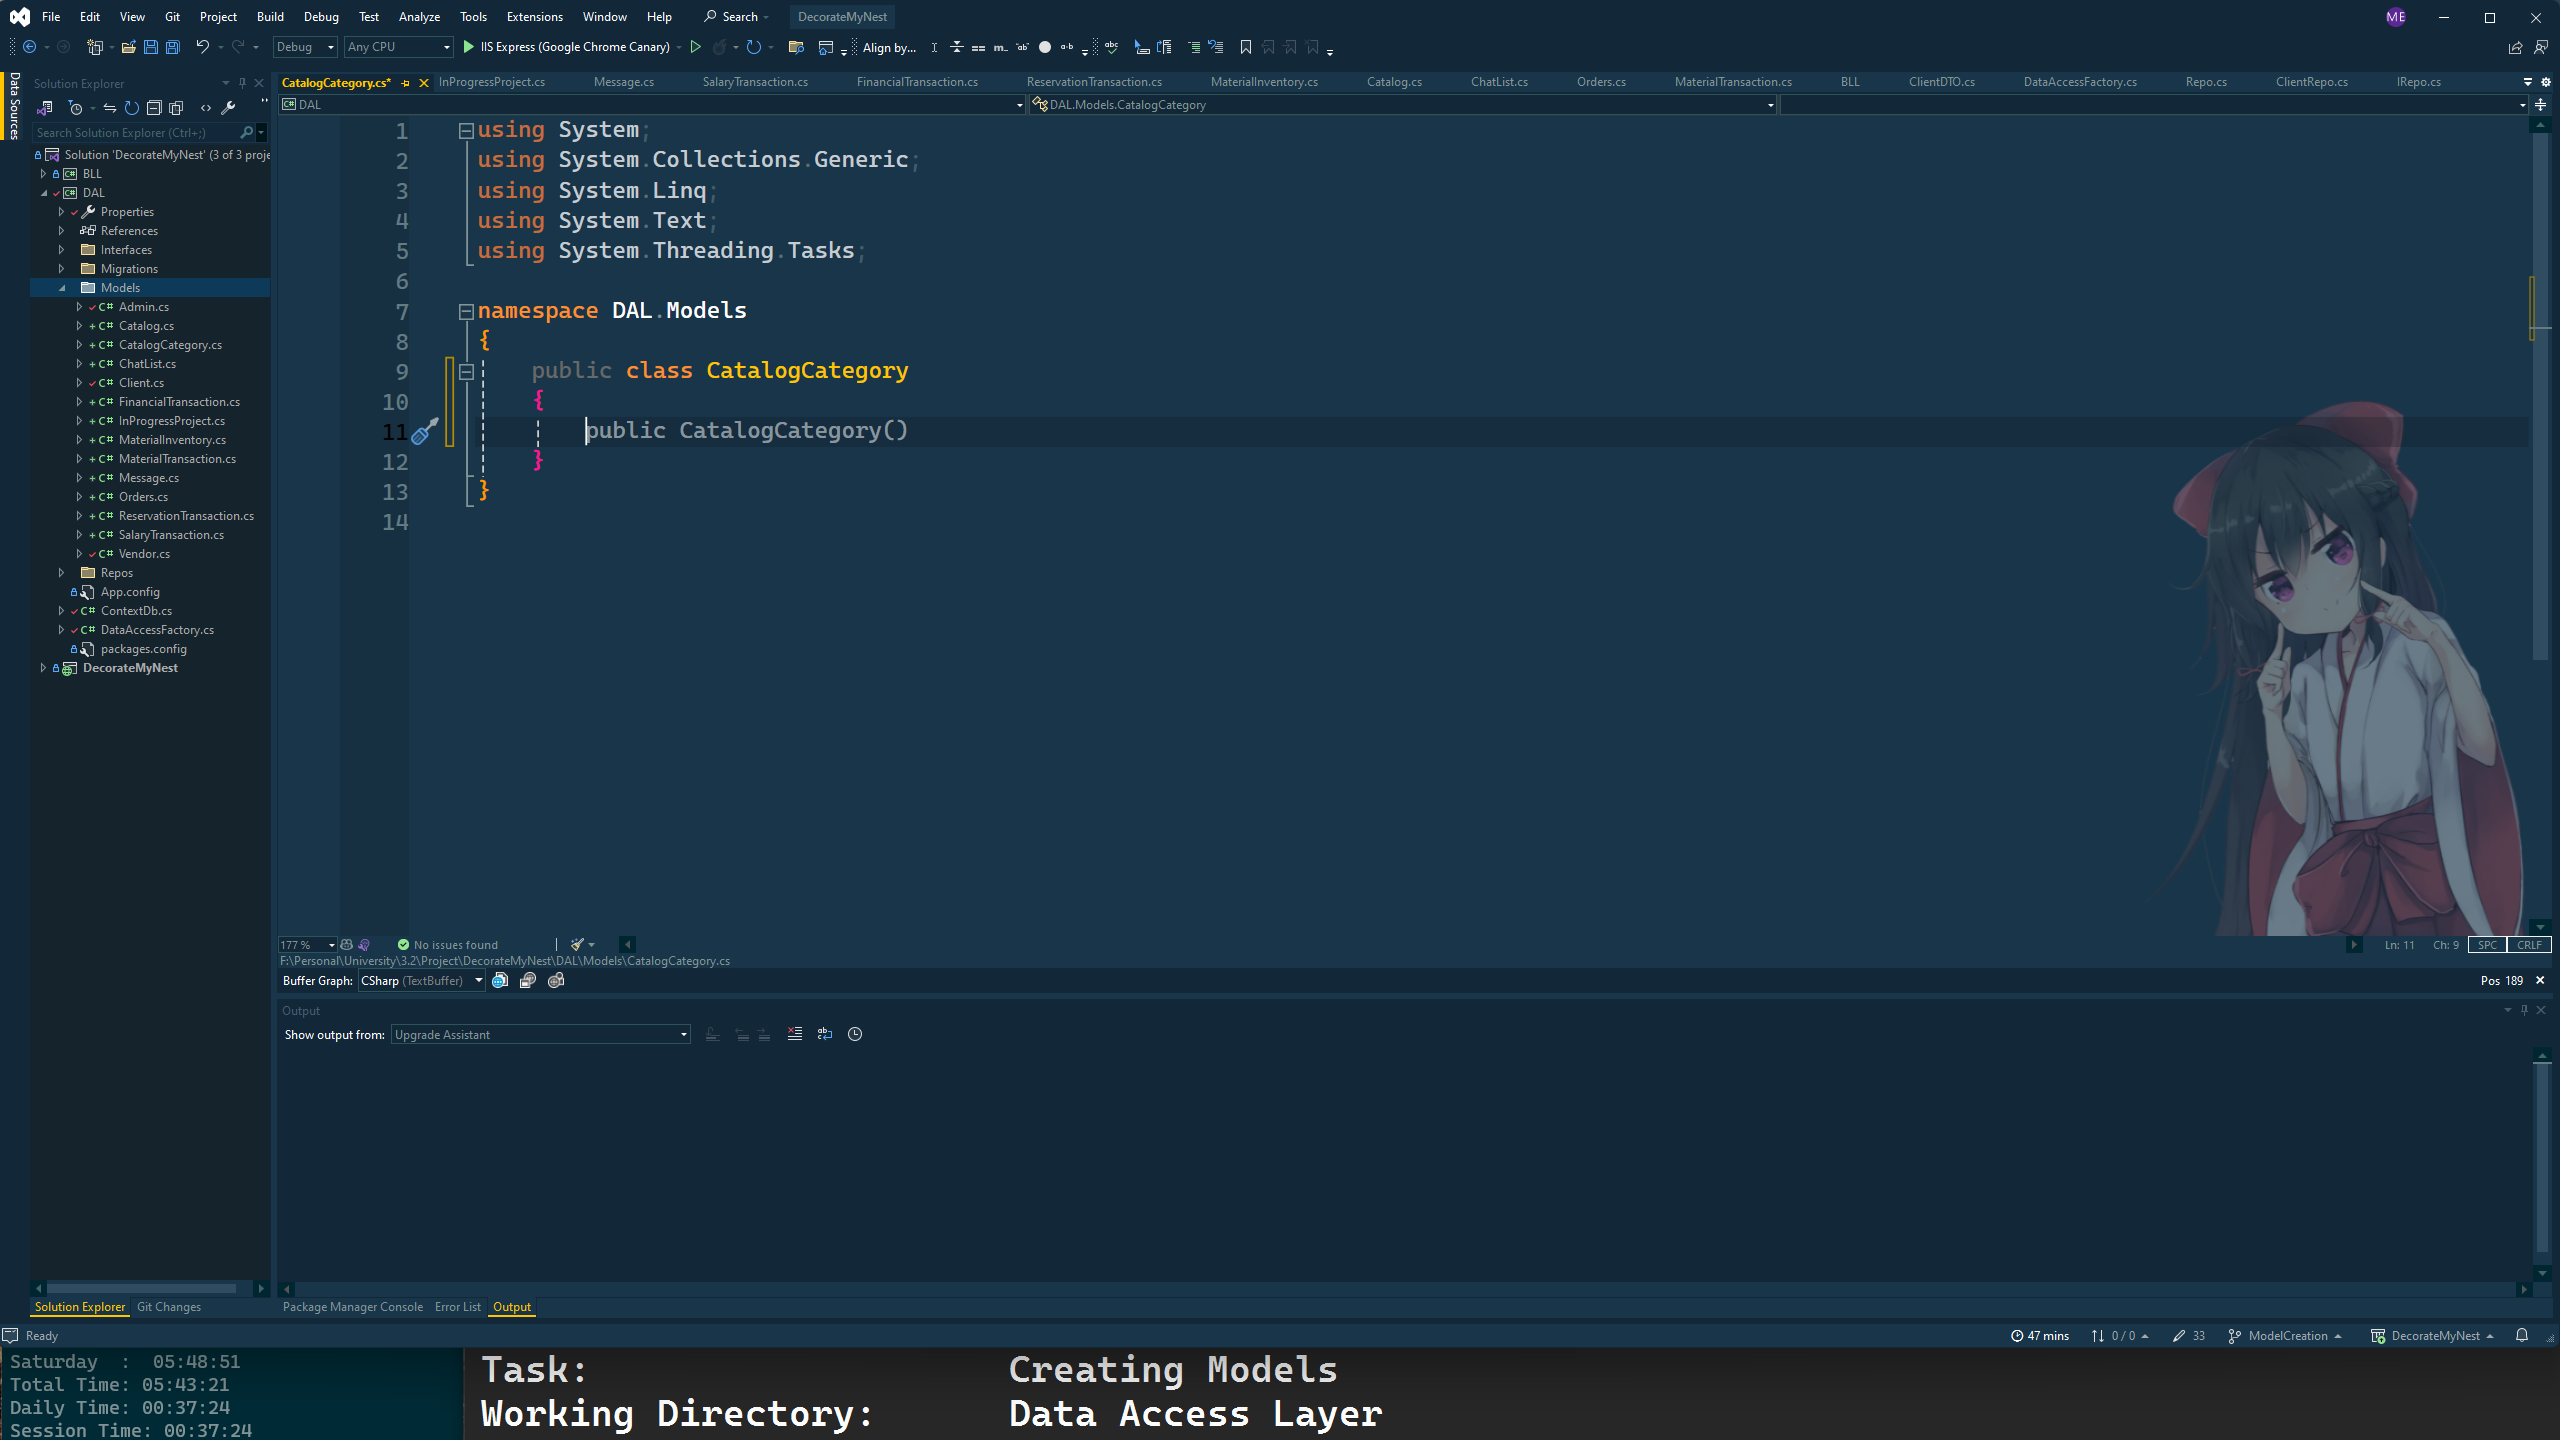 File Edit View Git Project Build Debug Test Analyze Tools Extensions Window Help Search DecorateMyNest ME
Debug Any CPU IIS Express (Google Chrome Canary) Align by...
Data Sources
Solution Explorer
Search Solution Explorer (Ctrl+;)
Solution 'DecorateMyNest' (3 of 3 proje
BLL
DAL
Properties
References
Interfaces
Migrations
Models
C# Admin.cs
C# Catalog.cs
C# CatalogCategory.cs
C# ChatList.cs
C# Client.cs
C# FinancialTransaction.cs
C# InProgressProject.cs
C# MaterialInventory.cs
C# MaterialTransaction.cs
C# Message.cs
C# Orders.cs
C# ReservationTransaction.cs
C# SalaryTransaction.cs
C# Vendor.cs
Repos
App.config
C# ContextDb.cs
C# DataAccessFactory.cs
packages.config
DecorateMyNest
Solution Explorer Git Changes
CatalogCategory.cs* InProgressProject.cs Message.cs SalaryTransaction.cs FinancialTransaction.cs ReservationTransaction.cs MaterialInventory.cs Catalog.cs ChatList.cs Orders.cs MaterialTransaction.cs BLL ClientDTO.cs DataAccessFactory.cs Repo.cs ClientRepo.cs IRepo.cs
DAL DAL.Models.CatalogCategory
1 using System;
2 using System.Collections.Generic;
3 using System.Linq;
4 using System.Text;
5 using System.Threading.Tasks;
6
7 namespace DAL.Models
8 {
9 public class CatalogCategory
10 {
11 public CatalogCategory()
12 }
13 }
14
177 % No issues found Ln: 11 Ch: 9 SPC CRLF
F:\Personal\University\3.2\Project\DecorateMyNest\DAL\Models\CatalogCategory.cs
Buffer Graph: CSharp (TextBuffer) Pos 189
Output
Show output from: Upgrade Assistant
Package Manager Console Error List Output
Ready 47 mins 0 / 0 33 ModelCreation DecorateMyNest
Saturday : 05:48:51
Total Time: 05:43:21
Daily Time: 00:37:24
Session Time: 00:37:24
Task: Creating Models
Working Directory: Data Access Layer